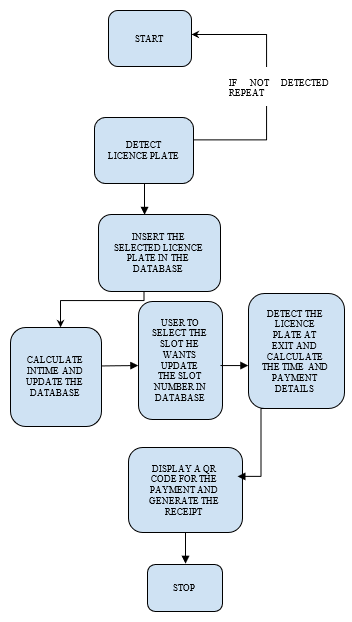 START
IF NOT DETECTED
REPEAT
DETECT
LICENCE PLATE
INSERT THE
SELECTED LICENCE
PLATE IN THE
DATABASE
CALCULATE
INTIME AND
UPDATE THE
DATABASE
USER TO
SELECT THE
SLOT HE
WANTS
UPDATE
THE SLOT
NUMBER IN
DATABASE
DETECT THE
LICENCE
PLATE AT
EXIT AND
CALCULATE
THE TIME AND
PAYMENT
DETAILS
DISPLAY A QR
CODE FOR THE
PAYMENT AND
GENERATE THE
RECEIPT
STOP